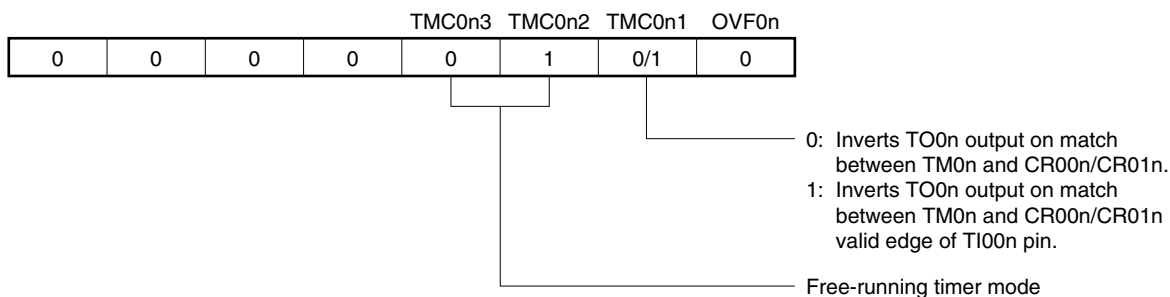 TMC0n3 TMC0n2 TMC0n1 OVF0n
0 0 0 0 0 1 0/1 0
0: Inverts TO0n output on match
between TM0n and CR00n/CR01n.
1: Inverts TO0n output on match
between TM0n and CR00n/CR01n
valid edge of TI00n pin.
Free-running timer mode